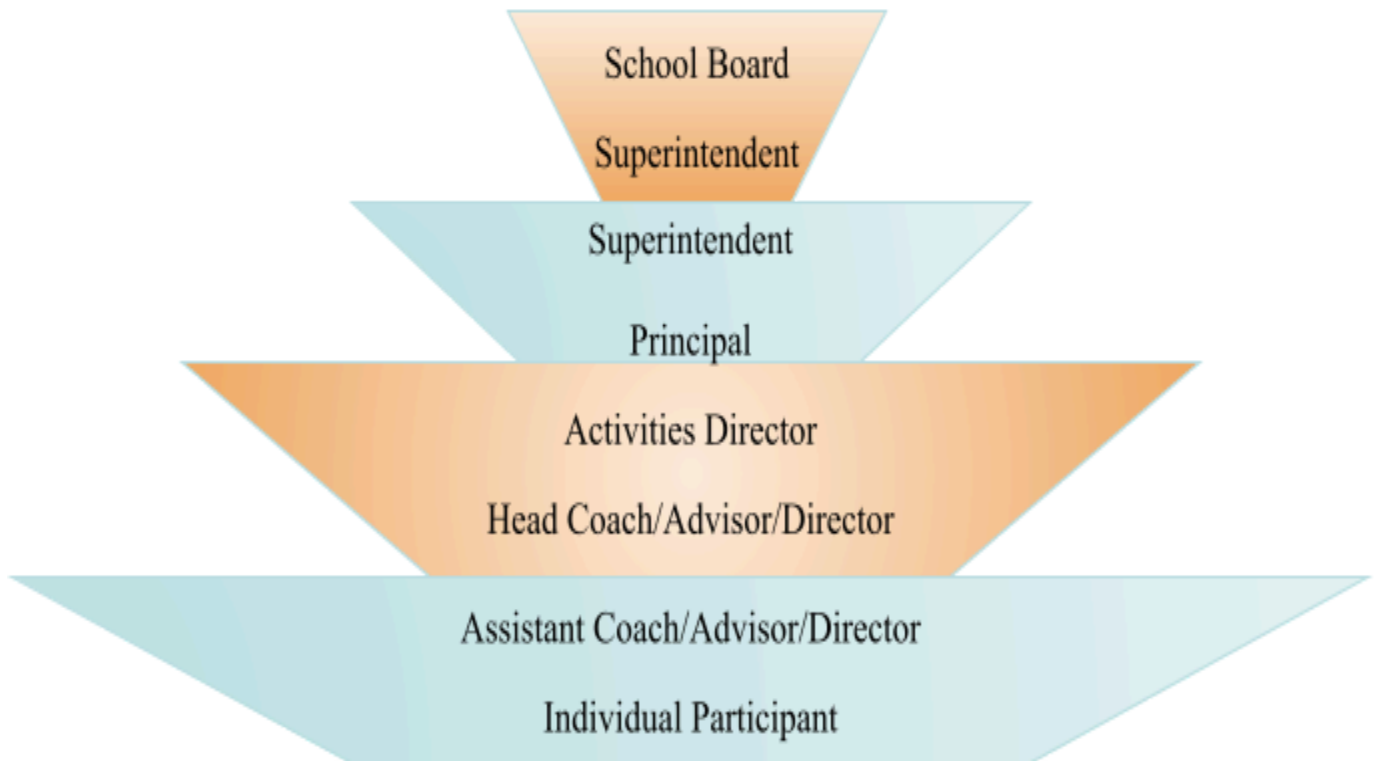 School Board
Superintendent
Superintendent
Principal
Activities Director
Head Coach/Advisor/Director
Assistant Coach/Advisor/Director
Individual Participant